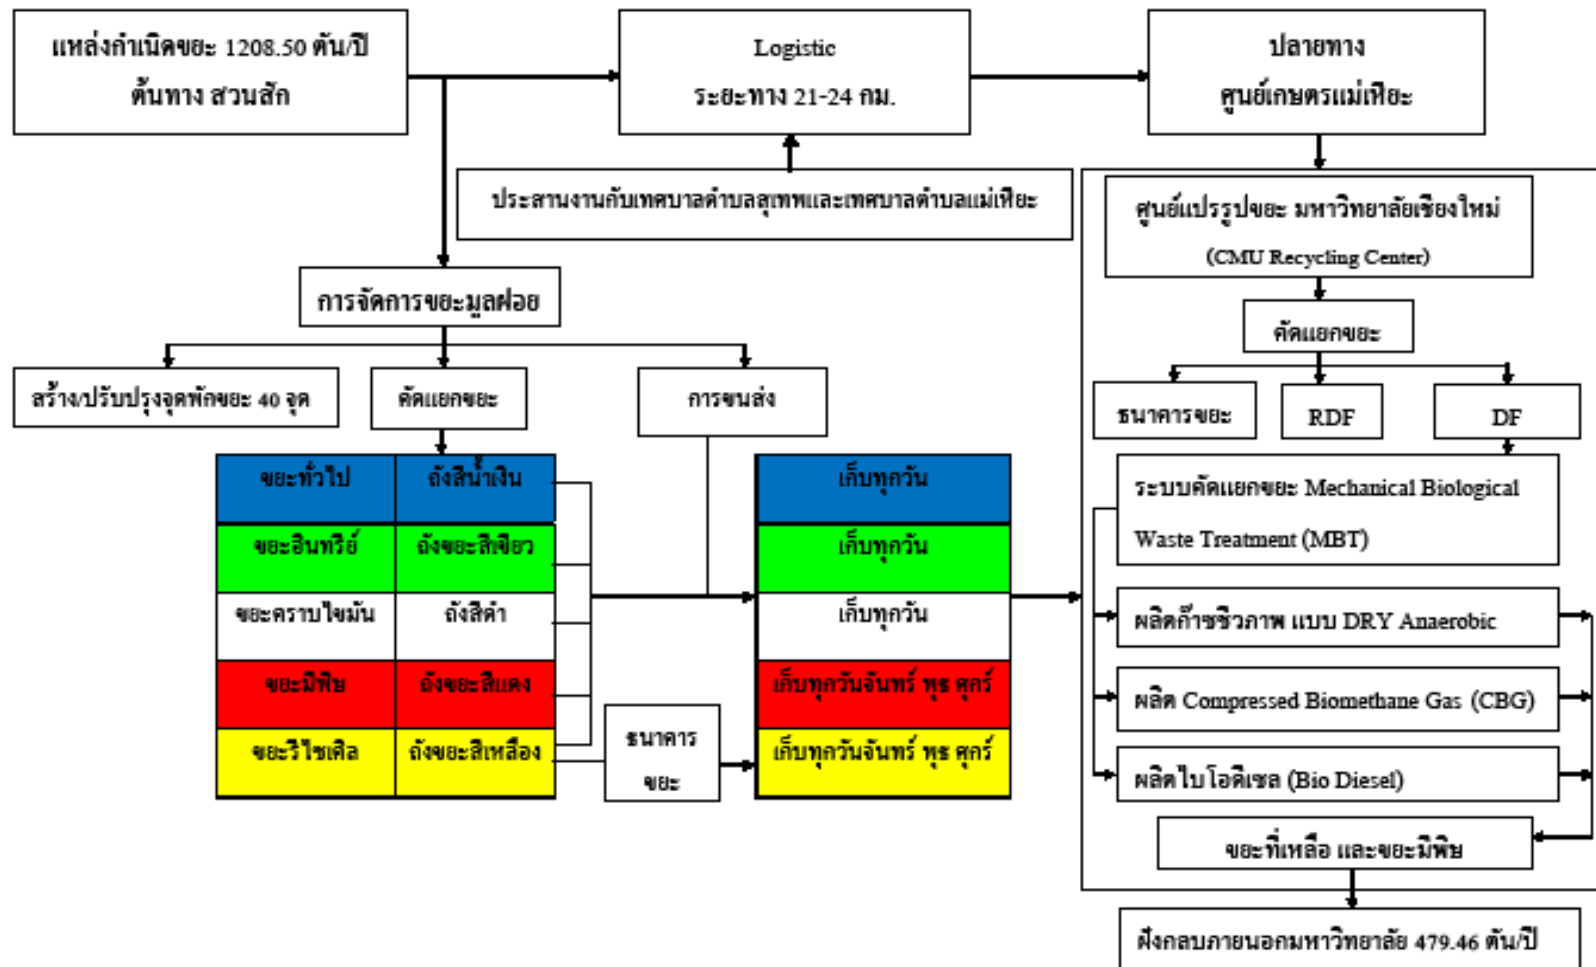 แหล่งกำเนิดขยะ 1208.50 ตัน/ปี
ต้นทาง สวนสัก
Logistic
ระยะทาง 21-24 กม.
ปลายทาง
ศูนย์เกษตรแม่เหียะ
ประสานงานกับเทศบาลตำบลสุเทพและเทศบาลตำบลแม่เหียะ
ศูนย์แปรรูปขยะ มหาวิทยาลัยเชียงใหม่
(CMU Recycling Center)
การจัดการขยะมูลฝอย
คัดแยกขยะ
สร้าง/ปรับปรุงจุดพักขยะ 40 จุด
คัดแยกขยะ
การขนส่ง
ธนาคารขยะ
RDF
DF
ขยะทั่วไป
ถังสีน้ำเงิน
เก็บทุกวัน
ขยะอินทรีย์
ถังขยะสีเขียว
เก็บทุกวัน
ขยะคราบไขมัน
ถังสีดำ
เก็บทุกวัน
ขยะมีพิษ
ถังขยะสีแดง
เก็บทุกวันจันทร์ พุธ ศุกร์
ขยะรีไซเคิล
ถังขยะสีเหลือง
ธนาคาร
ขยะ
เก็บทุกวันจันทร์ พุธ ศุกร์
ระบบคัดแยกขยะ Mechanical Biological
Waste Treatment (MBT)
ผลิตก๊าซชีวภาพ แบบ DRY Anaerobic
ผลิต Compressed Biomethane Gas (CBG)
ผลิตไบโอดีเซล (Bio Diesel)
ขยะที่เหลือ และขยะมีพิษ
ฝังกลบภายนอกมหาวิทยาลัย 479.46 ตัน/ปี